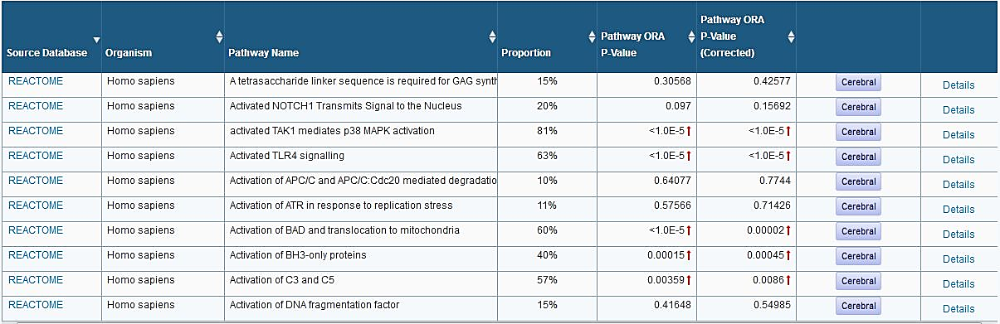 Source Database Organism Pathway Name Proportion Pathway ORA P-Value Pathway ORA P-Value (Corrected)
REACTOME Homo sapiens A tetrasaccharide linker sequence is required for GAG synth 15% 0.30568 0.42577 Cerebral Details
REACTOME Homo sapiens Activated NOTCH1 Transmits Signal to the Nucleus 20% 0.097 0.15692 Cerebral Details
REACTOME Homo sapiens activated TAK1 mediates p38 MAPK activation 81% <1.0E-5 <1.0E-5 Cerebral Details
REACTOME Homo sapiens Activated TLR4 signalling 63% <1.0E-5 <1.0E-5 Cerebral Details
REACTOME Homo sapiens Activation of APC/C and APC/C:Cdc20 mediated degradatio 10% 0.64077 0.7744 Cerebral Details
REACTOME Homo sapiens Activation of ATR in response to replication stress 11% 0.57566 0.71426 Cerebral Details
REACTOME Homo sapiens Activation of BAD and translocation to mitochondria 60% <1.0E-5 0.00002 Cerebral Details
REACTOME Homo sapiens Activation of BH3-only proteins 40% 0.00015 0.00045 Cerebral Details
REACTOME Homo sapiens Activation of C3 and C5 57% 0.00359 0.0086 Cerebral Details
REACTOME Homo sapiens Activation of DNA fragmentation factor 15% 0.41648 0.54985 Cerebral Details